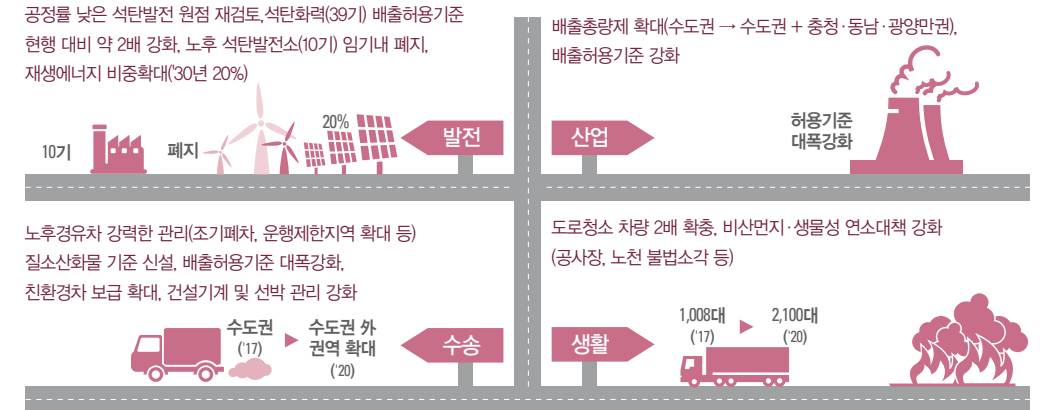 공정률 낮은 석탄발전 원점 재검토,석탄화력(39기) 배출허용기준
현행 대비 약 2배 강화, 노후 석탄발전소(10기) 임기내 폐지,
재생에너지 비중확대('30년 20%)
10기
폐지
20%
발전
배출총량제 확대(수도권 → 수도권 + 충청·동남·광양만권),
배출허용기준 강화
산업
허용기준
대폭강화
노후경유차 강력한 관리(조기폐차, 운행제한지역 확대 등)
질소산화물 기준 신설, 배출허용기준 대폭강화,
친환경차 보급 확대, 건설기계 및 선박 관리 강화
수도권
('17)
수도권 외
권역 확대
('20)
수송
도로청소 차량 2배 확충, 비산먼지·생물성 연소대책 강화
(공사장, 노천 불법소각 등)
생활
1,008대
('17)
2,100대
('20)